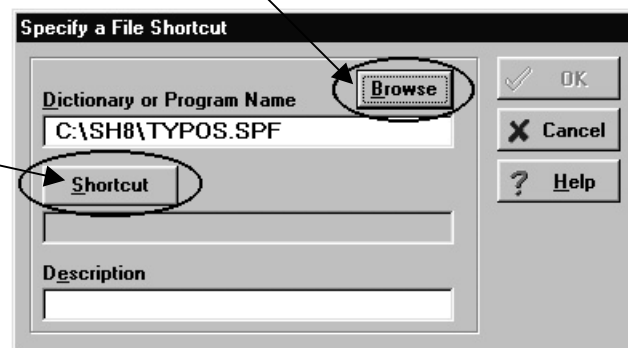 Specify a File Shortcut
Dictionary or Program Name
Browse
OK
C:\SH8\TYPOS.SPF
Cancel
Shortcut
? Help
Description